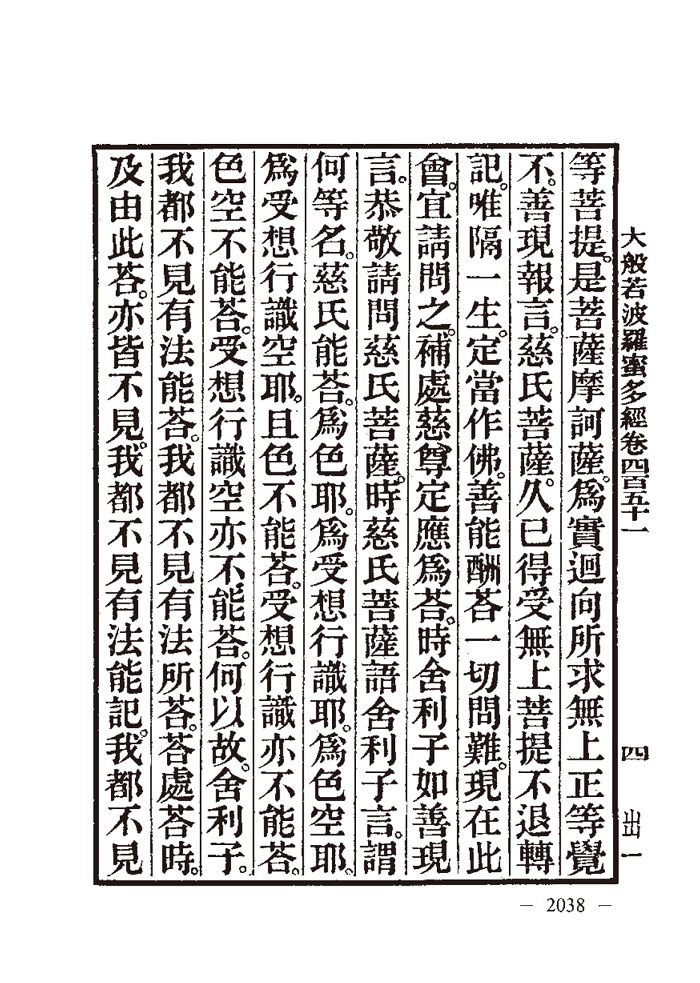 大般若波羅蜜多經卷四百五十一 四 出一
等菩提。是菩薩摩訶薩。爲實迴向所求無上正等覺
不。善現報言。慈氏菩薩。久已得受無上菩提不退轉
記。唯隔一生。定當作佛。善能酬荅一切問難。現在此
會。宜請問之。補處慈尊定應爲荅。時舍利子如善現
言。恭敬請問慈氏菩薩。時慈氏菩薩語舍利子言。謂
何等名。慈氏能荅。爲色耶。爲受想行識耶。爲色空耶。
爲受想行識空耶。且色不能荅。受想行識亦不能荅。
色空不能荅。受想行識空亦不能荅。何以故。舍利子。
我都不見有法能荅。我都不見有法所荅。荅處荅時。
及由此荅。亦皆不見。我都不見有法能記。我都不見
— 2038 —